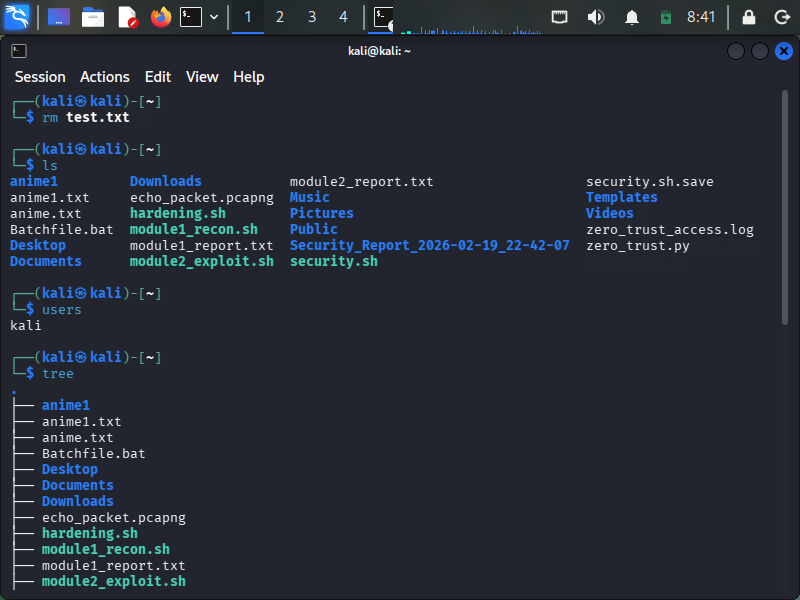 1 2 3 4 8:41
kali@kali: ~
Session Actions Edit View Help
┌──(kali㉿kali)-[~]
└─$ rm test.txt
┌──(kali㉿kali)-[~]
└─$ ls
anime1 Downloads module2_report.txt security.sh.save
anime1.txt echo_packet.pcapng Music Templates
anime.txt hardening.sh Pictures Videos
Batchfile.bat module1_recon.sh Public zero_trust_access.log
Desktop module1_report.txt Security_Report_2026-02-19_22-42-07 zero_trust.py
Documents module2_exploit.sh security.sh
┌──(kali㉿kali)-[~]
└─$ users
kali
┌──(kali㉿kali)-[~]
└─$ tree
.
├── anime1
├── anime1.txt
├── anime.txt
├── Batchfile.bat
├── Desktop
├── Documents
├── Downloads
├── echo_packet.pcapng
├── hardening.sh
├── module1_recon.sh
├── module1_report.txt
├── module2_exploit.sh